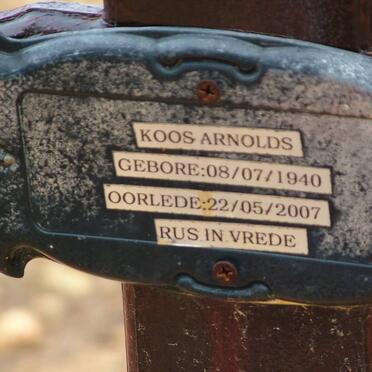 KOOS ARNOLDS
GEBORE:08/07/1940
OORLEDE:22/05/2007
RUS IN VREDE